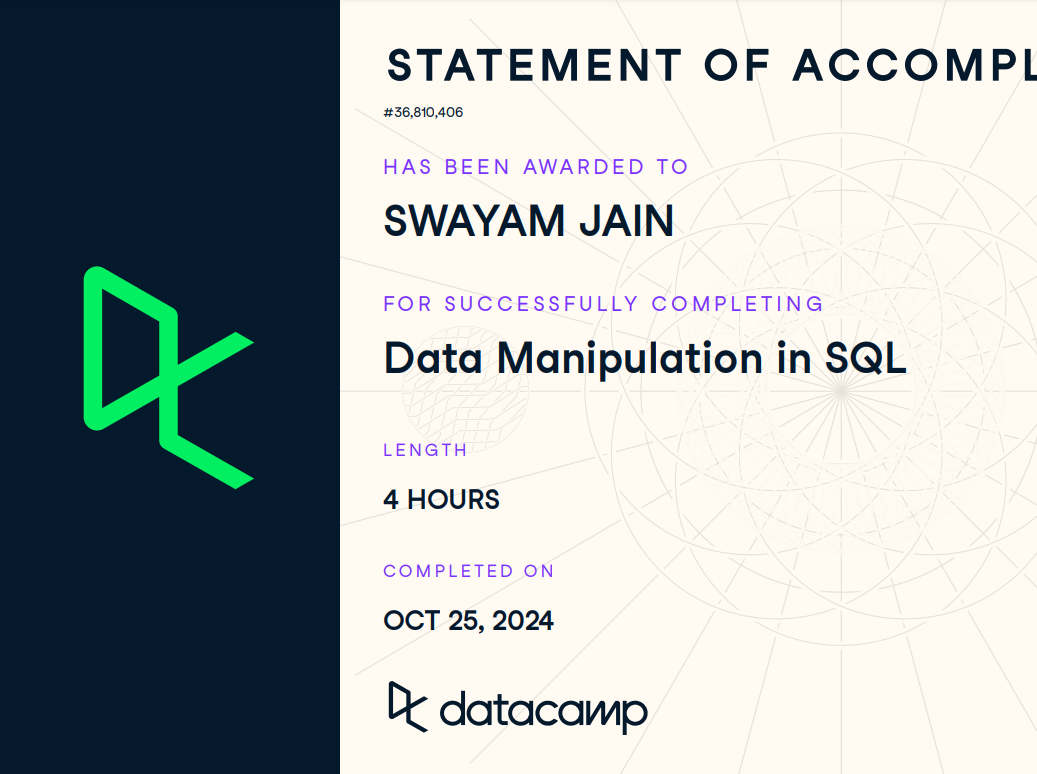 STATEMENT OF ACCOMPL
#36,810,406
HAS BEEN AWARDED TO
SWAYAM JAIN
FOR SUCCESSFULLY COMPLETING
Data Manipulation in SQL
LENGTH
4 HOURS
COMPLETED ON
OCT 25, 2024
datacamp